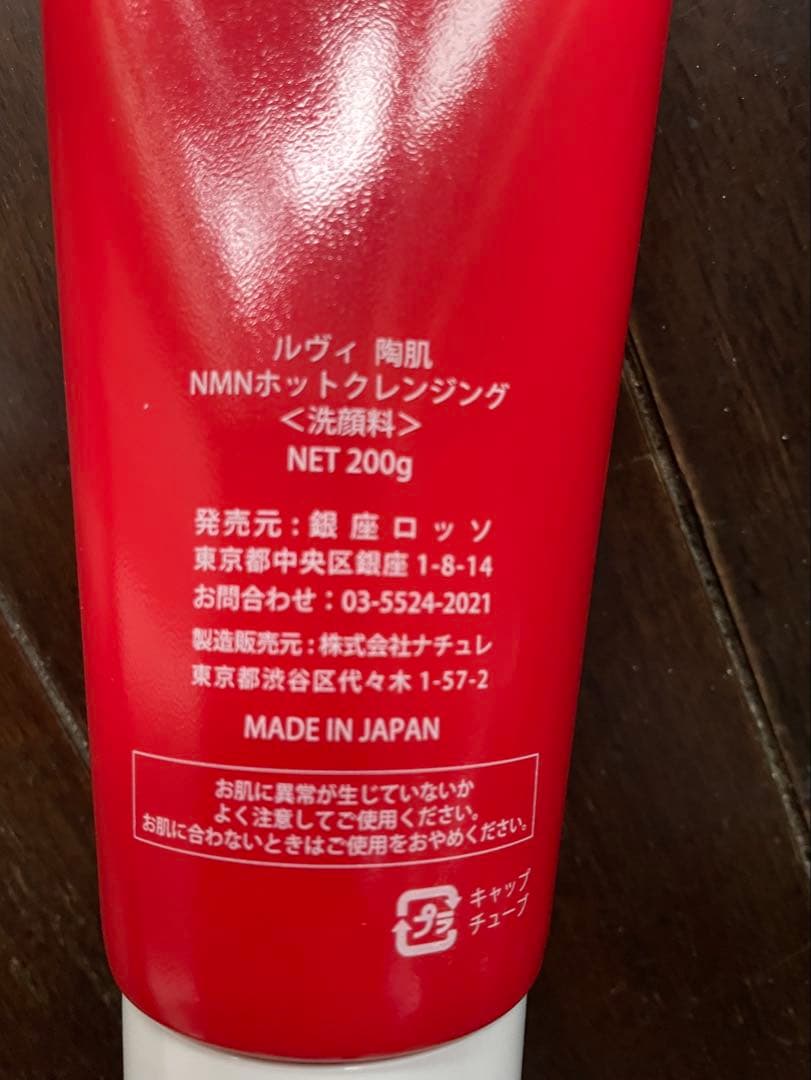 ルヴィ 陶肌
NMNホットクレンジング
＜洗顔料＞
NET 200g
発売元：銀座ロッソ
東京都中央区銀座 1-8-14
お問合わせ：03-5524-2021
製造販売元：株式会社ナチュレ
東京都渋谷区代々木 1-57-2
MADE IN JAPAN
お肌に異常が生じていないか
よく注意してご使用ください。
お肌に合わないときはご使用をおやめください。
プラ
キャップ
チューブ